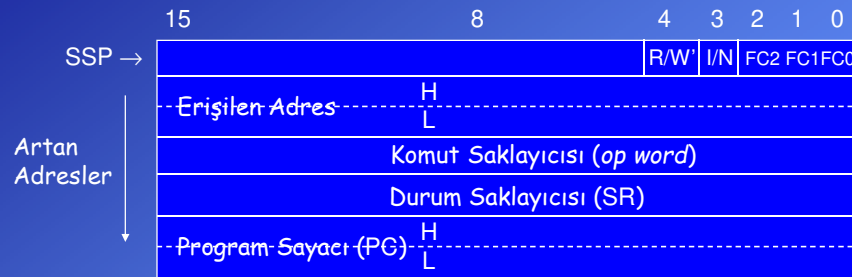 15 8 4 3 2 1 0
SSP → R/W' I/N FC2 FC1FC0
H
Erişilen Adres
L
Artan
Adresler
Komut Saklayıcısı (op word)
Durum Saklayıcısı (SR)
H
Program Sayacı (PC)
L